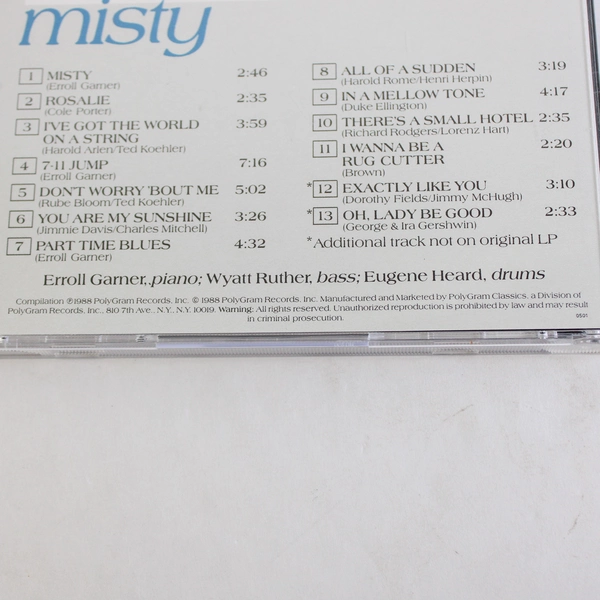 misty
1 MISTY 2:46
(Erroll Garner)
2 ROSALIE 2:35
(Cole Porter)
3 I'VE GOT THE WORLD 3:59
ON A STRING
(Harold Arlen/Ted Koehler)
4 7-11 JUMP 7:16
(Erroll Garner)
5 DON'T WORRY 'BOUT ME 5:02
(Rube Bloom/Ted Koehler)
6 YOU ARE MY SUNSHINE 3:26
(Jimmie Davis/Charles Mitchell)
7 PART TIME BLUES 4:32
(Erroll Garner)
8 ALL OF A SUDDEN 3:19
(Harold Rome/Henri Herpin)
9 IN A MELLOW TONE 4:17
(Duke Ellington)
10 THERE'S A SMALL HOTEL 2:35
(Richard Rodgers/Lorenz Hart)
11 I WANNA BE A 2:20
RUG CUTTER
(Brown)
*12 EXACTLY LIKE YOU 3:10
(Dorothy Fields/Jimmy McHugh)
*13 OH, LADY BE GOOD 2:33
(George & Ira Gershwin)
*Additional track not on original LP
Erroll Garner,.piano; Wyatt Ruther, bass; Eugene Heard, drums
Compilation ℗1988 PolyGram Records, Inc. © 1988 PolyGram Records, Inc. Manufactured and Marketed by PolyGram Classics, a Division of
PolyGram Records, Inc., 810 7th Ave., N.Y., N.Y. 10019. Warning: All rights reserved. Unauthorized reproduction is prohibited by law and may result
in criminal prosecution.